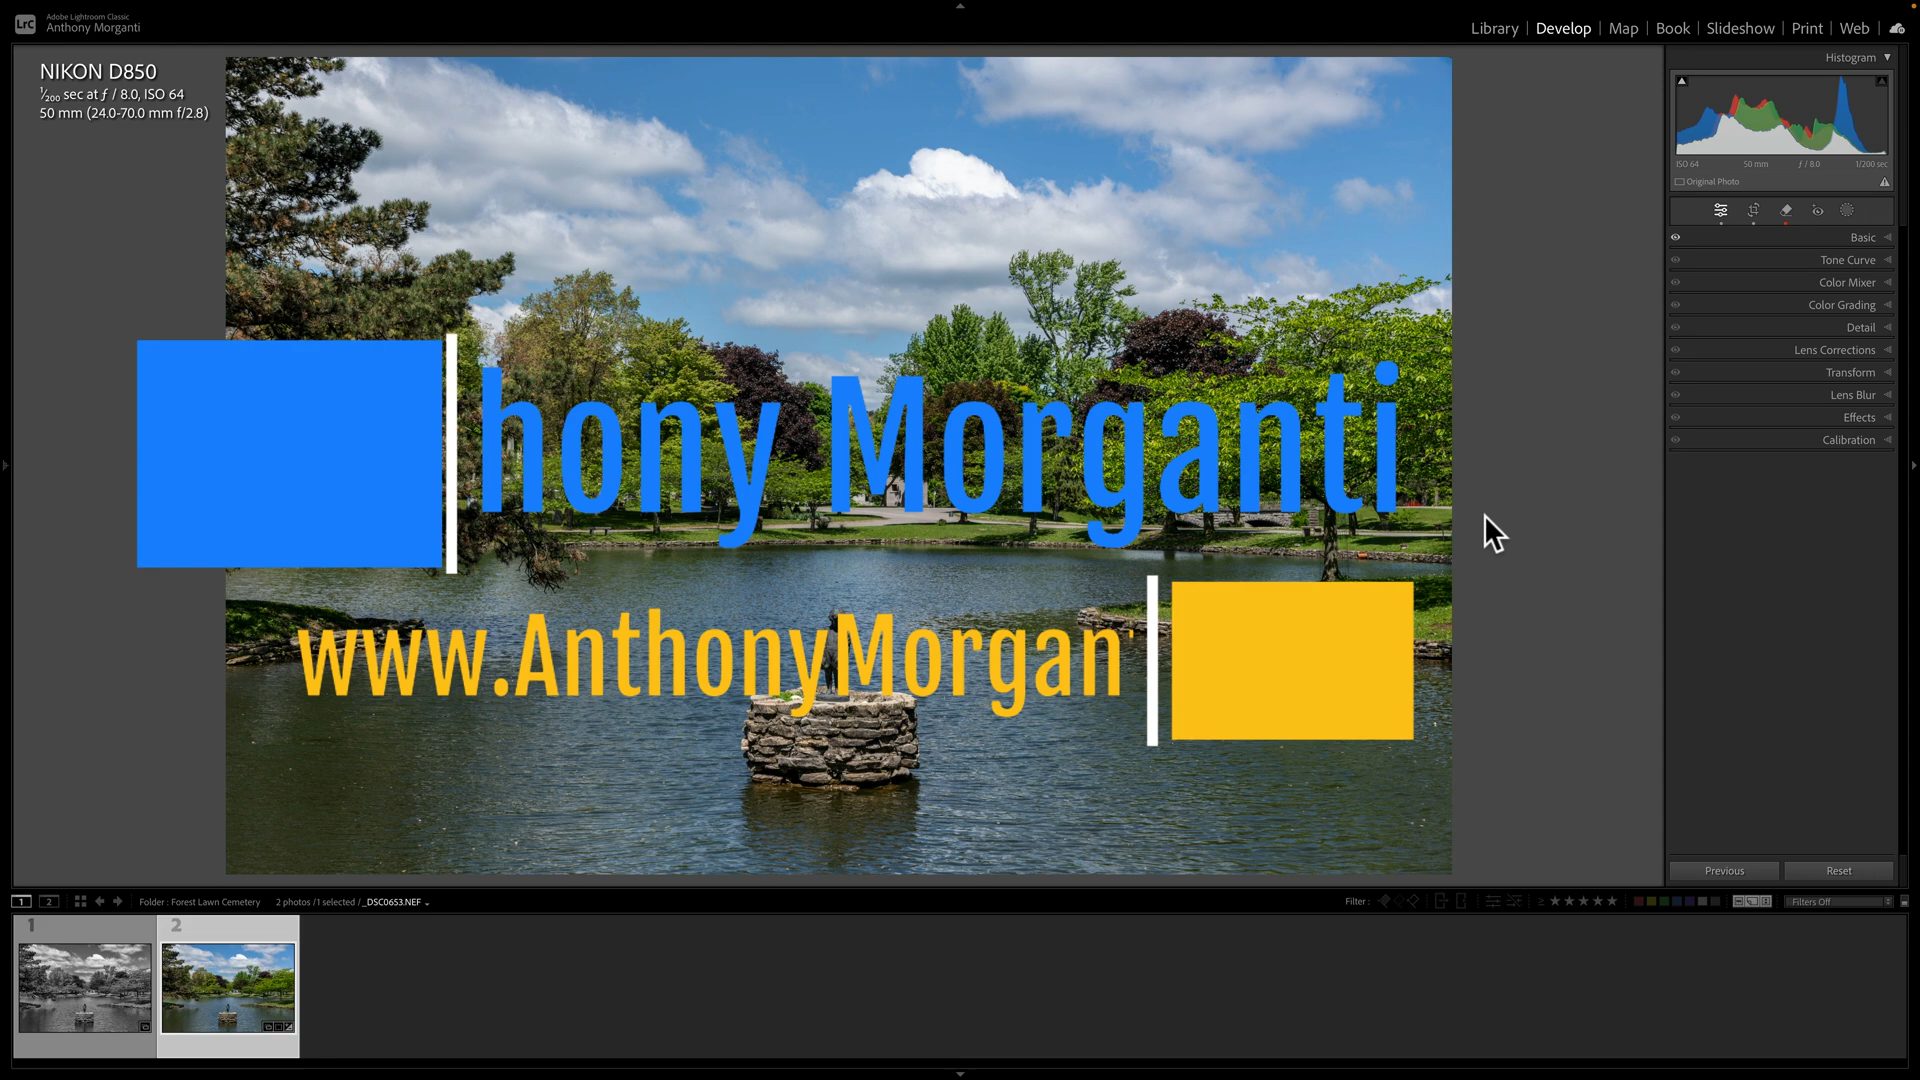 LrC
Adobe Lightroom Classic
Anthony Morganti
Library | Develop | Map | Book | Slideshow | Print | Web
NIKON D850
1/200 sec at ƒ / 8.0, ISO 64
50 mm (24.0-70.0 mm f/2.8)
hony Morganti
www.AnthonyMorgan
Histogram
ISO 64 50 mm ƒ / 8.0 1/200 sec
Original Photo
Basic
Tone Curve
Color Mixer
Color Grading
Detail
Lens Corrections
Transform
Lens Blur
Effects
Calibration
Previous Reset
1 2 Folder : Forest Lawn Cemetery 2 photos /1 selected /_DSC0653.NEF
Filter : Filters Off
1 2